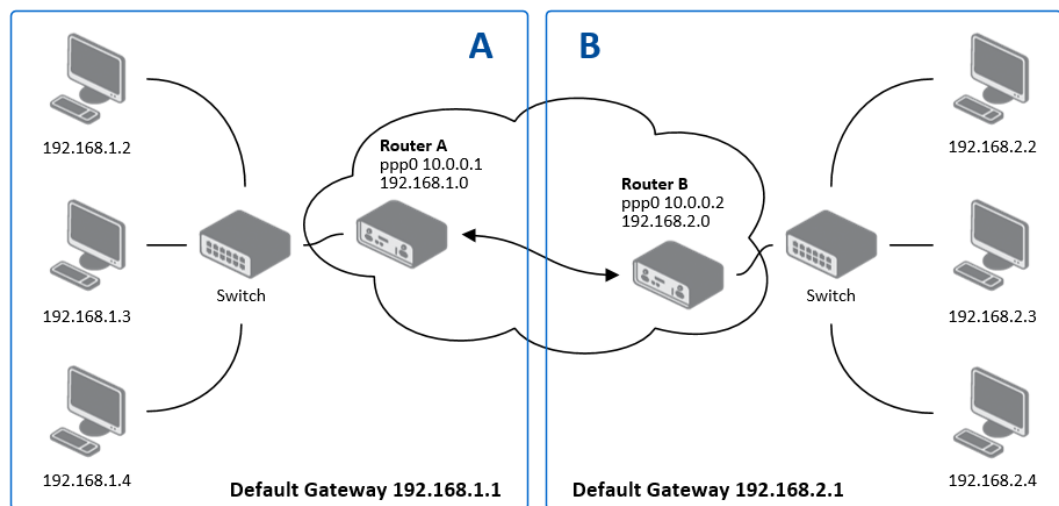 A
B
192.168.1.2
192.168.2.2
Router A
ppp0 10.0.0.1
192.168.1.0
Router B
ppp0 10.0.0.2
192.168.2.0
Switch
Switch
192.168.1.3
192.168.2.3
192.168.1.4
Default Gateway 192.168.1.1
Default Gateway 192.168.2.1
192.168.2.4